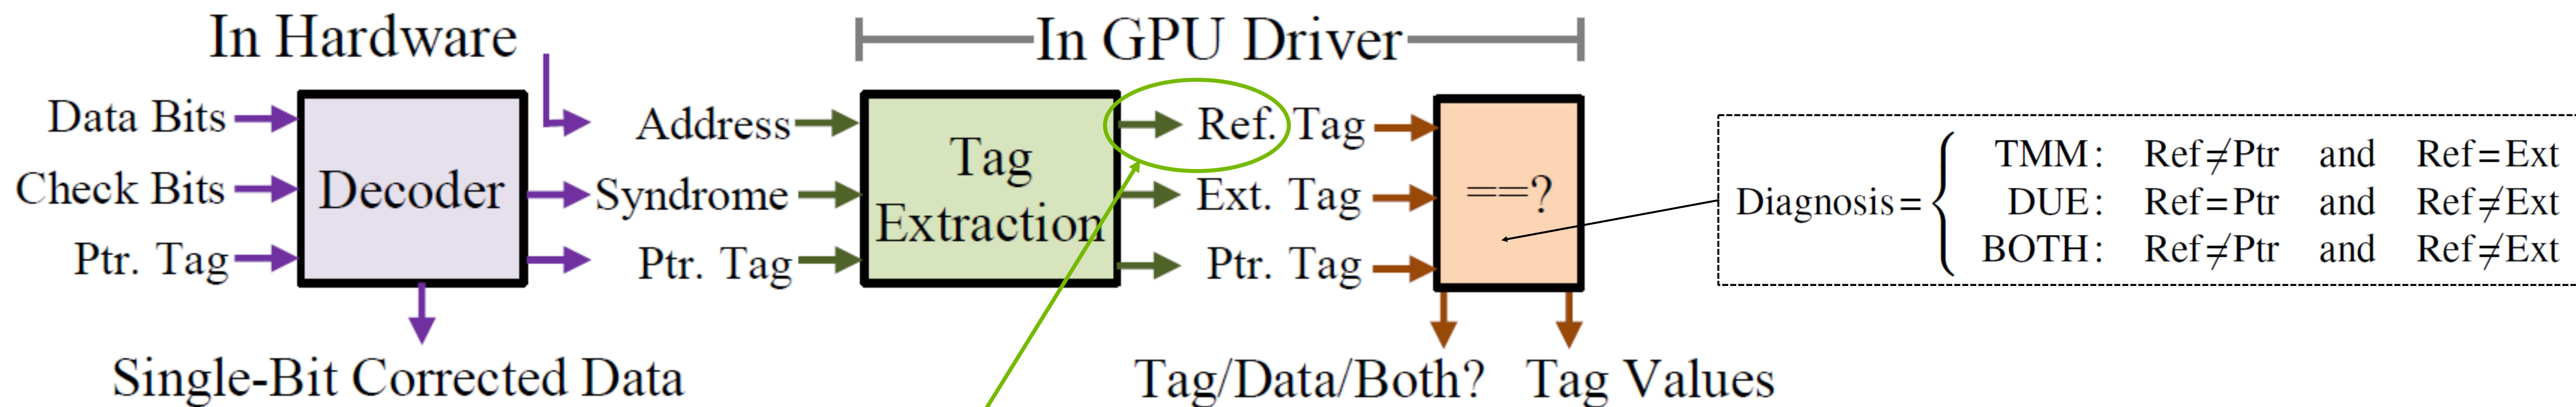 In Hardware
In GPU Driver
Data Bits
Check Bits
Ptr. Tag
Decoder
Single-Bit Corrected Data
Address
Syndrome
Ptr. Tag
Tag
Extraction
Ref. Tag
Ext. Tag
Ptr. Tag
==?
Tag/Data/Both? Tag Values
Diagnosis = {
TMM: Ref≠Ptr and Ref=Ext
DUE: Ref=Ptr and Ref≠Ext
BOTH: Ref≠Ptr and Ref≠Ext